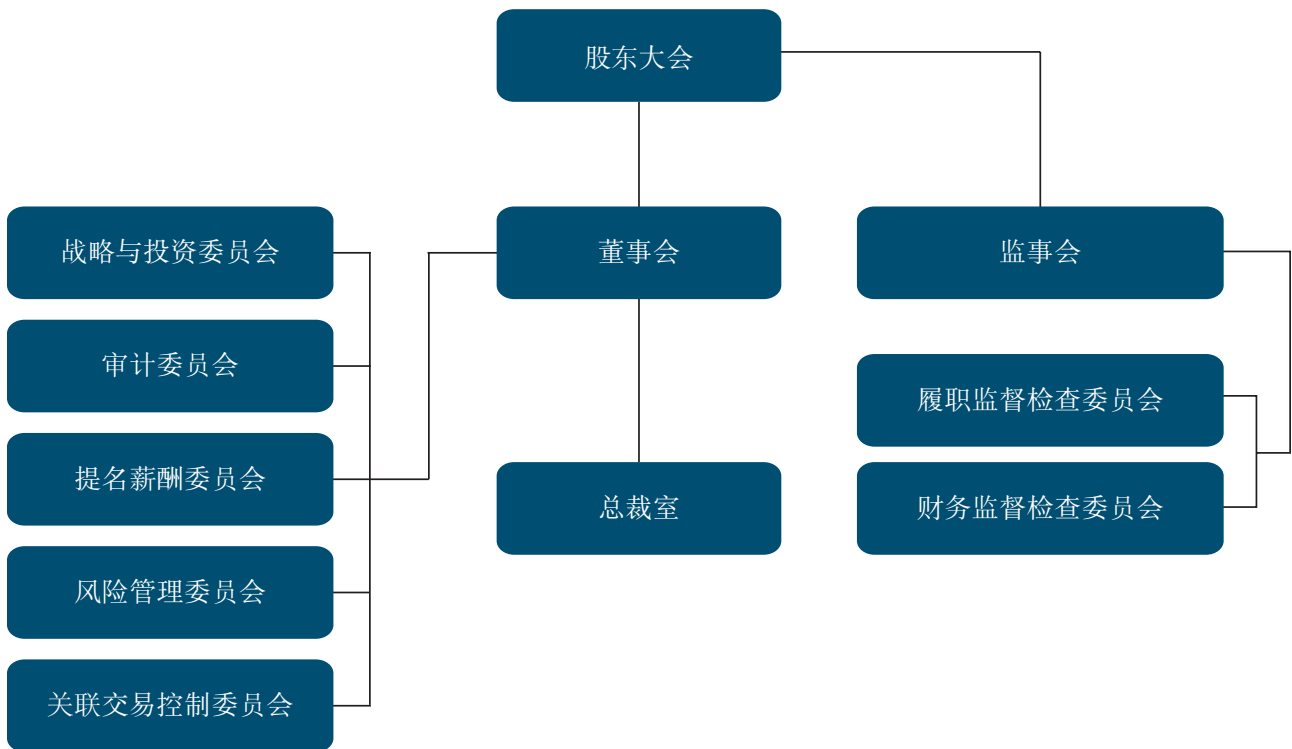 股东大会
战略与投资委员会
董事会
监事会
审计委员会
履职监督检查委员会
提名薪酬委员会
总裁室
财务监督检查委员会
风险管理委员会
关联交易控制委员会